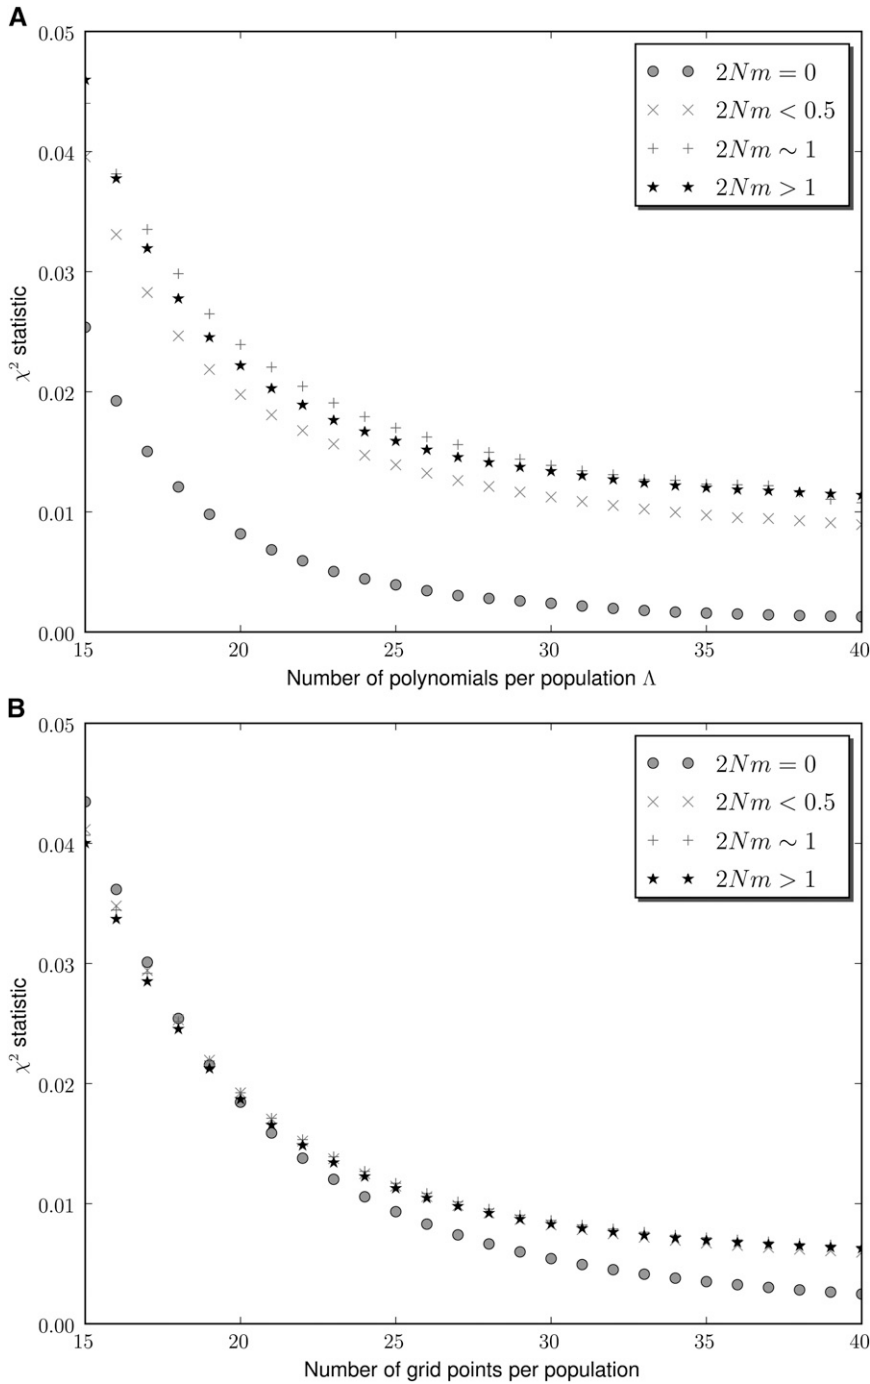 A
0.05
2Nm = 0
2Nm < 0.5
2Nm ∼ 1
2Nm > 1
0.04
0.03
χ² statistic
0.02
0.01
0.00
15 20 25 30 35 40
Number of polynomials per population Λ
B
0.05
2Nm = 0
2Nm < 0.5
2Nm ∼ 1
2Nm > 1
0.04
0.03
χ² statistic
0.02
0.01
0.00
15 20 25 30 35 40
Number of grid points per population